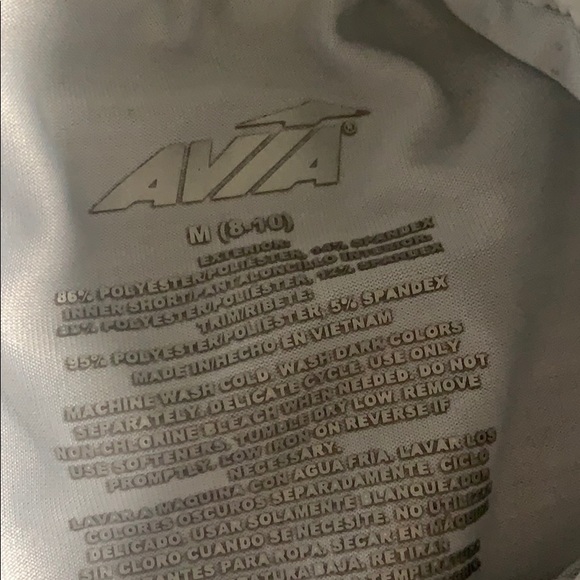 AVIA®
M (8-10)
EXTERIOR:
86% POLYESTER/POLIESTER, 14% SPANDEX
INNER SHORT/PANTALONCILLO INTERIOR:
88% POLYESTER/POLIESTER, 12% SPANDEX
TRIM/RIBETE:
95% POLYESTER/POLIESTER, 5% SPANDEX
MADE IN/HECHO EN VIETNAM
MACHINE WASH COLD, WASH DARK COLORS
SEPARATELY, DELICATE CYCLE, USE ONLY
NON-CHLORINE BLEACH WHEN NEEDED. DO NOT
USE SOFTENERS, TUMBLE DRY LOW, REMOVE
PROMPTLY. LOW IRON ON REVERSE IF
NECESSARY.
LAVAR A MAQUINA CON AGUA FRÍA, LAVAR LOS
COLORES OSCUROS SEPARADAMENTE, CICLO
DELICADO. USAR SOLAMENTE BLANQUEADOR
SIN CLORO CUANDO SE NECESITE. NO UTILIZAR
PARA ROPA. SECAR EN
BAJA, RETIRAR